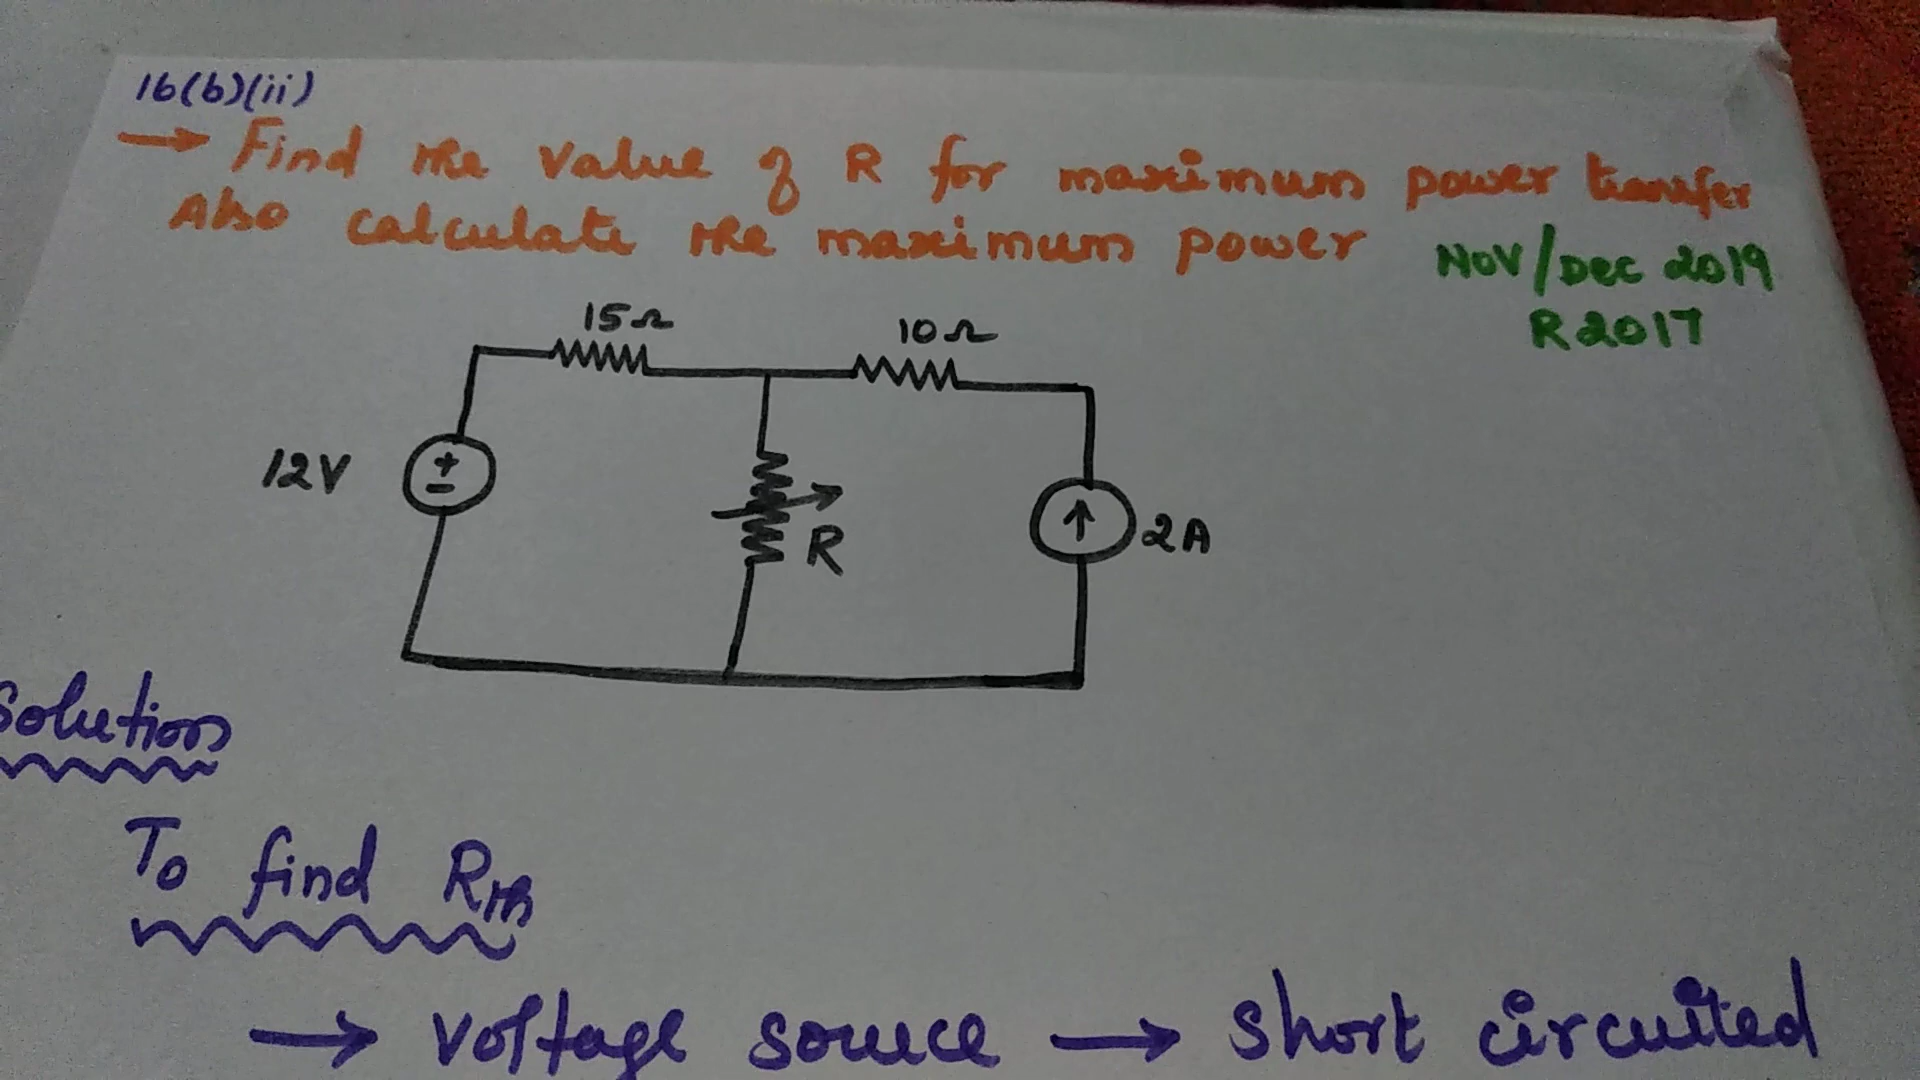 16(b)(ii)
→ Find the value of R for maximum power transfer
Also calculate the maximum power
Nov/Dec 2019
R2017
15Ω
10Ω
12V
+
−
R
2A
Solution
To find Rth
→ voltage source → short circuited